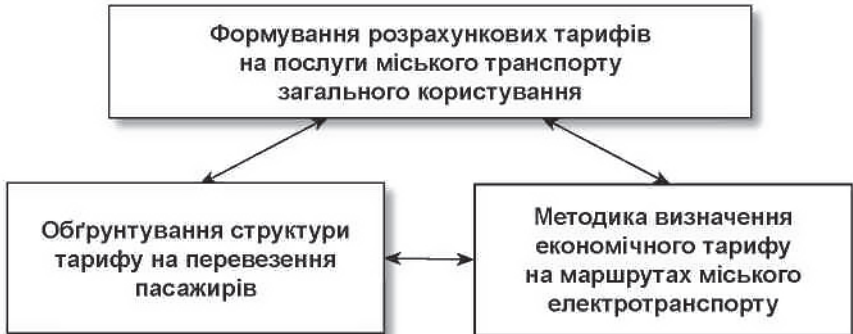 Формування розрахункових тарифів
на послуги міського транспорту
загального користування
Обґрунтування структури
тарифу на перевезення
пасажирів
Методика визначення
економічного тарифу
на маршрутах міського
електротранспорту